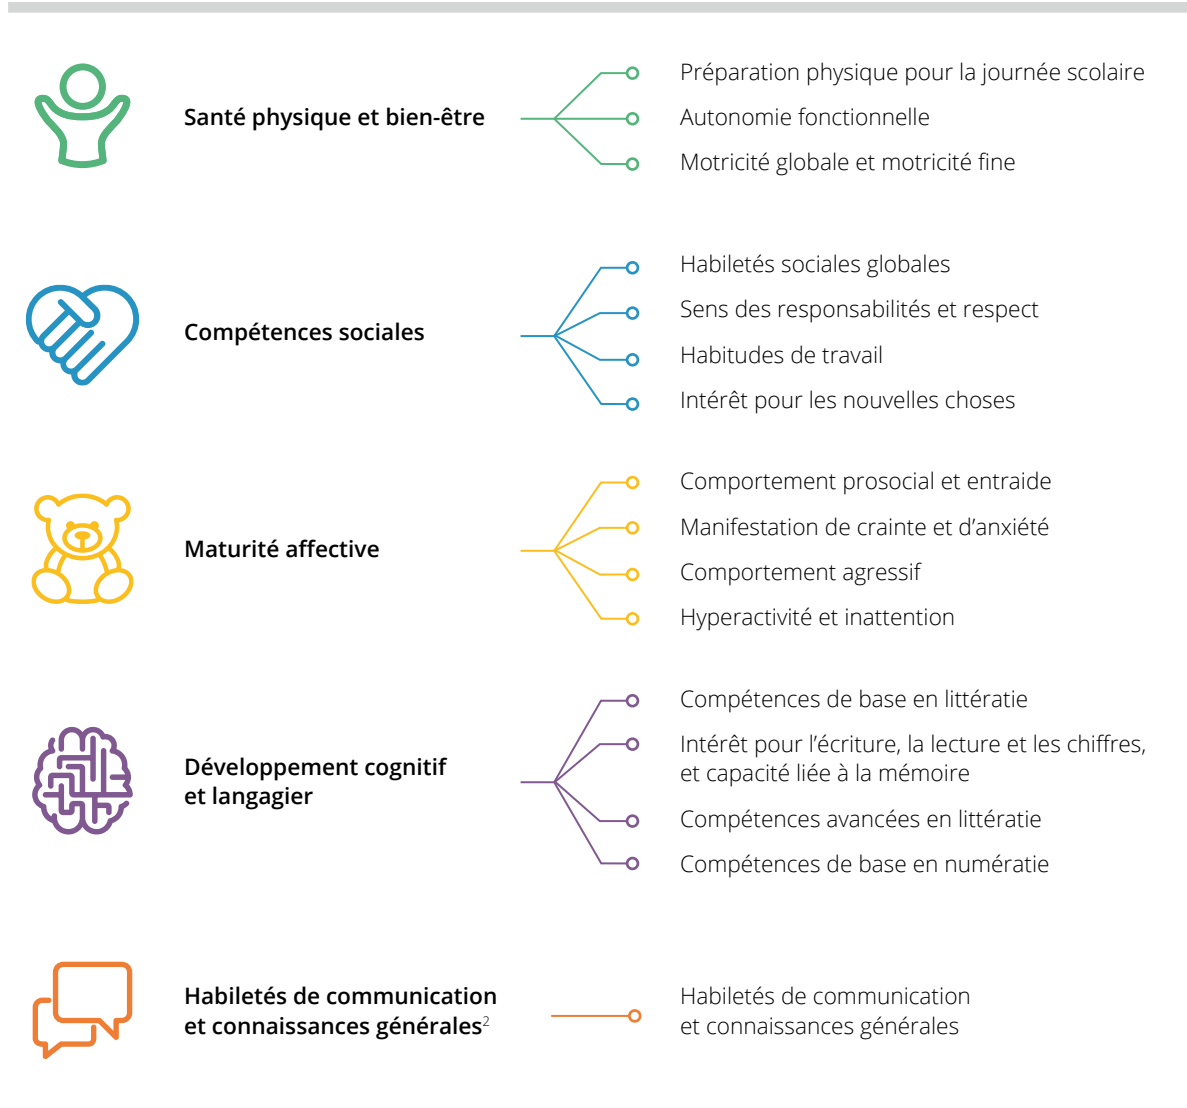 Santé physique et bien-être
Préparation physique pour la journée scolaire
Autonomie fonctionnelle
Motricité globale et motricité fine
Compétences sociales
Habiletés sociales globales
Sens des responsabilités et respect
Habitudes de travail
Intérêt pour les nouvelles choses
Maturité affective
Comportement prosocial et entraide
Manifestation de crainte et d’anxiété
Comportement agressif
Hyperactivité et inattention
Développement cognitif
et langagier
Compétences de base en littératie
Intérêt pour l’écriture, la lecture et les chiffres,
et capacité liée à la mémoire
Compétences avancées en littératie
Compétences de base en numératie
Habiletés de communication
et connaissances générales²
Habiletés de communication
et connaissances générales